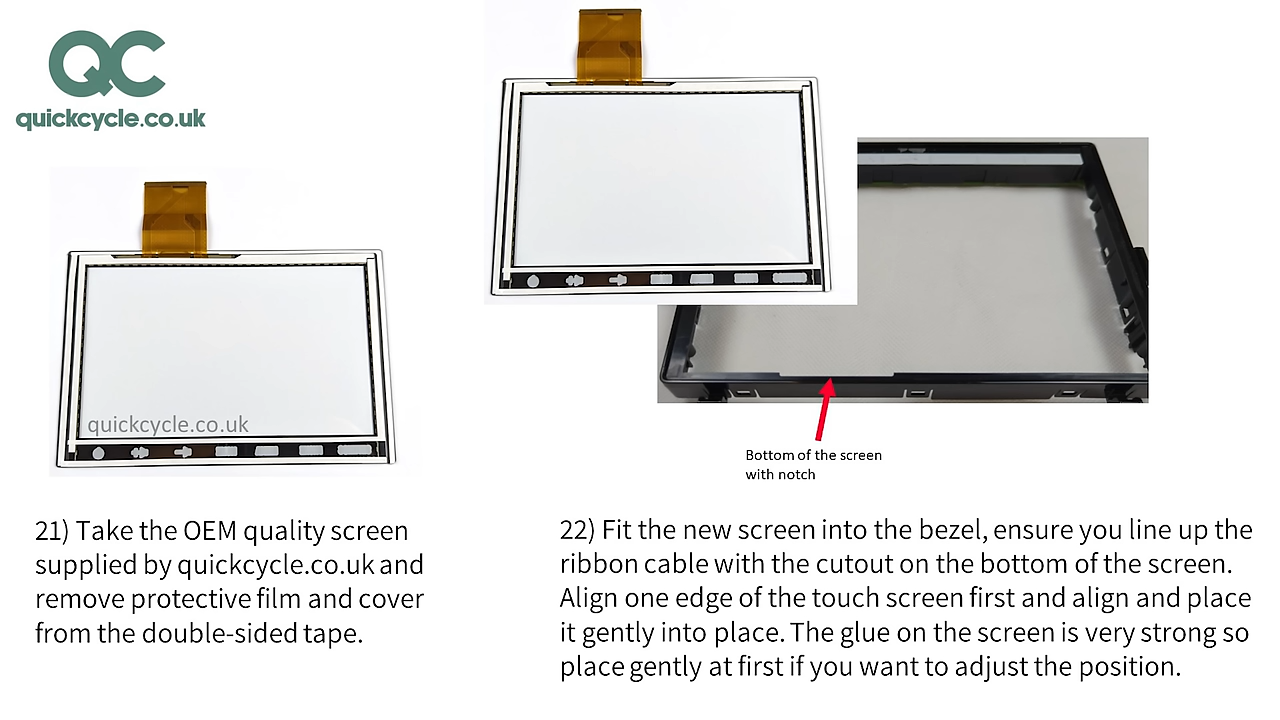 QC
quickcycle.co.uk
quickcycle.co.uk
Bottom of the screen
with notch
21) Take the OEM quality screen
supplied by quickcycle.co.uk and
remove protective film and cover
from the double-sided tape.
22) Fit the new screen into the bezel, ensure you line up the
ribbon cable with the cutout on the bottom of the screen.
Align one edge of the touch screen first and align and place
it gently into place. The glue on the screen is very strong so
place gently at first if you want to adjust the position.